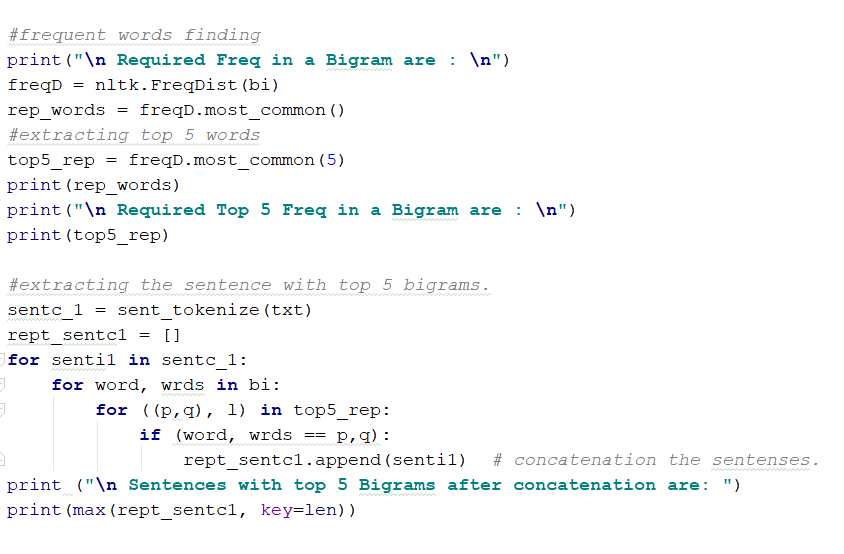 #frequent words finding
print("\n Required Freq in a Bigram are : \n")
freqD = nltk.FreqDist(bi)
rep_words = freqD.most_common()
#extracting top 5 words
top5_rep = freqD.most_common(5)
print(rep_words)
print("\n Required Top 5 Freq in a Bigram are : \n")
print(top5_rep)

#extracting the sentence with top 5 bigrams.
sentc_1 = sent_tokenize(txt)
rept_sentc1 = []
for senti1 in sentc_1:
    for word, wrds in bi:
        for ((p,q), l) in top5_rep:
            if (word, wrds == p,q):
                rept_sentc1.append(senti1)  # concatenation the sentenses.
print ("\n Sentences with top 5 Bigrams after concatenation are: ")
print(max(rept_sentc1, key=len))